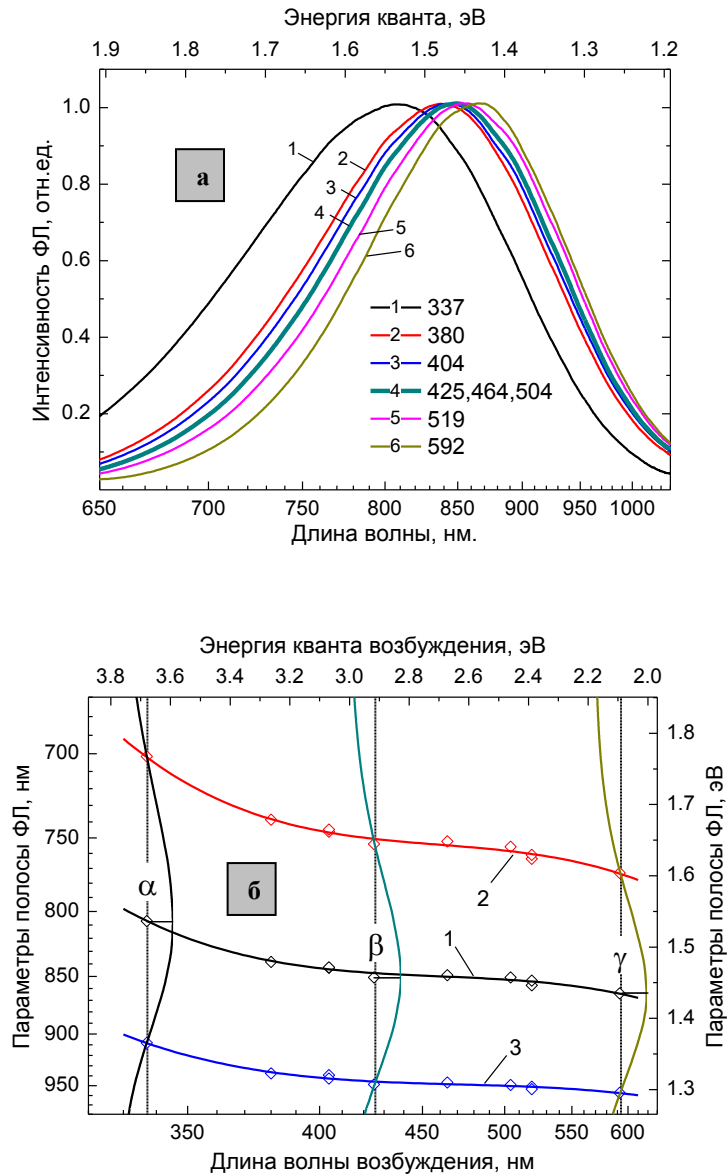 Энергия кванта, эВ
1.9 1.8 1.7 1.6 1.5 1.4 1.3 1.2
Интенсивность ФЛ, отн.ед.
1.0
0.8
0.6
0.4
0.2
а
1
2
3
4
5
6
1 337
2 380
3 404
4 425,464,504
5 519
6 592
650 700 750 800 850 900 950 1000
Длина волны, нм.
Энергия кванта возбуждения, эВ
3.8 3.6 3.4 3.2 3.0 2.8 2.6 2.4 2.2 2.0
Параметры полосы ФЛ, нм
700
750
800
850
900
950
б
α
β
γ
1
2
3
1.8
1.7
1.6
1.5
1.4
1.3
Параметры полосы ФЛ, эВ
350 400 450 500 550 600
Длина волны возбуждения, нм